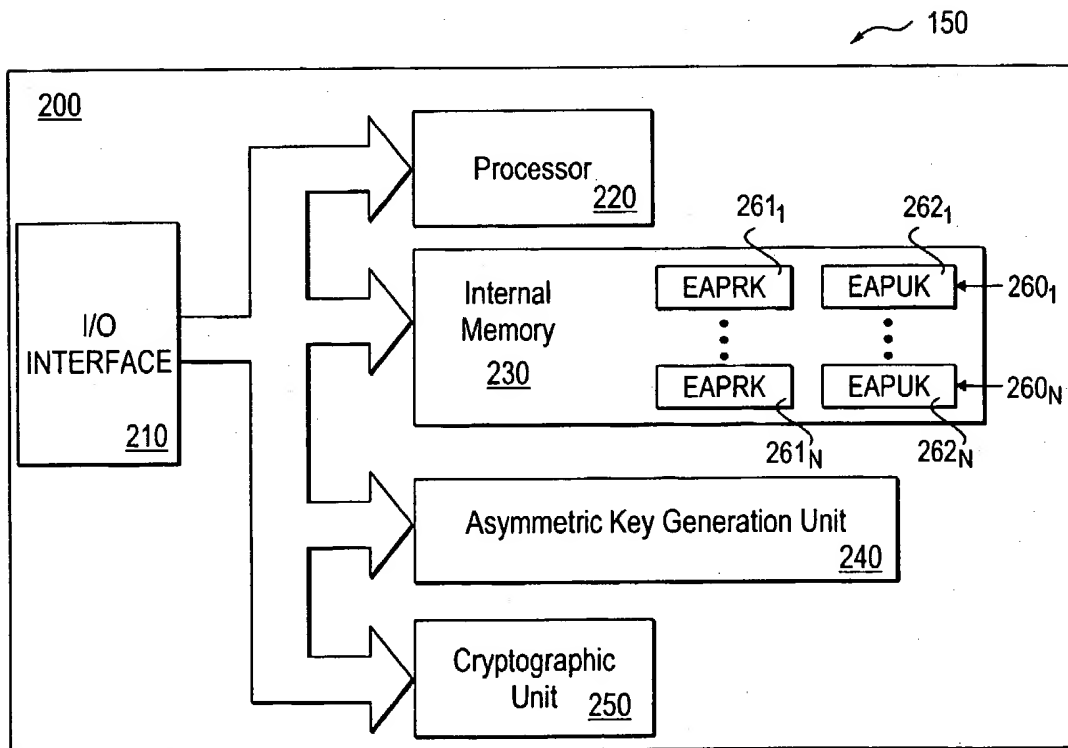 150
200
Processor
220
I/O
INTERFACE
210
Internal
Memory
230
261₁
262₁
EAPRK
EAPUK
260₁
EAPRK
EAPUK
260N
261N
262N
Asymmetric Key Generation Unit
240
Cryptographic
Unit
250